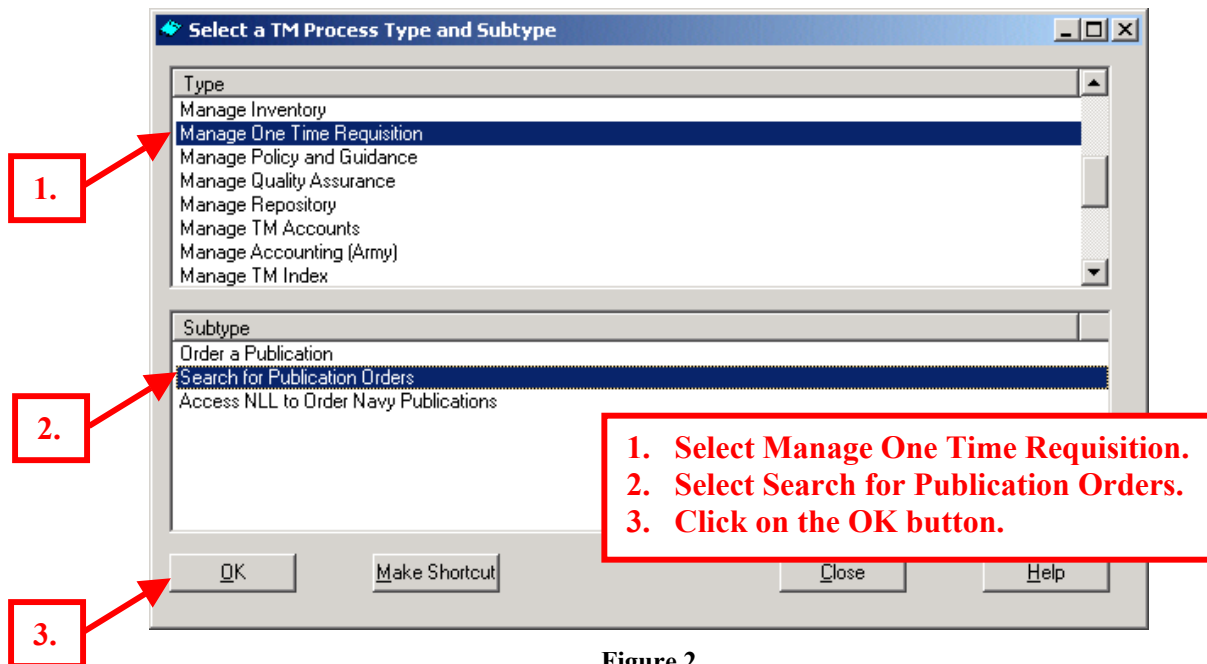 Select a TM Process Type and Subtype
Type
Manage Inventory
Manage One Time Requisition
Manage Policy and Guidance
Manage Quality Assurance
Manage Repository
Manage TM Accounts
Manage Accounting (Army)
Manage TM Index
1.
Subtype
Order a Publication
Search for Publication Orders
Access NLL to Order Navy Publications
2.
1. Select Manage One Time Requisition.
2. Select Search for Publication Orders.
3. Click on the OK button.
OK Make Shortcut Close Help
3.
Figure 2